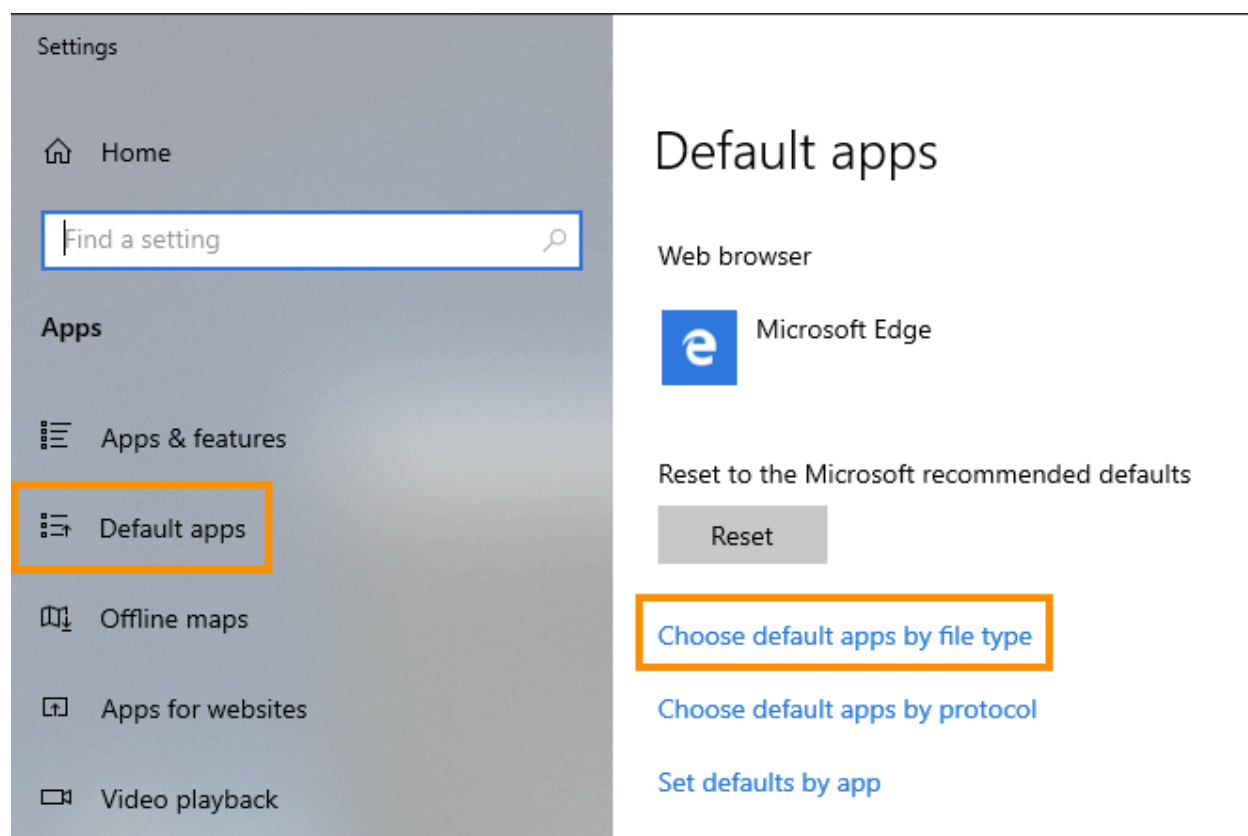 Settings
Home
Find a setting
Apps
Apps & features
Default apps
Offline maps
Apps for websites
Video playback
Default apps
Web browser
Microsoft Edge
Reset to the Microsoft recommended defaults
Reset
Choose default apps by file type
Choose default apps by protocol
Set defaults by app